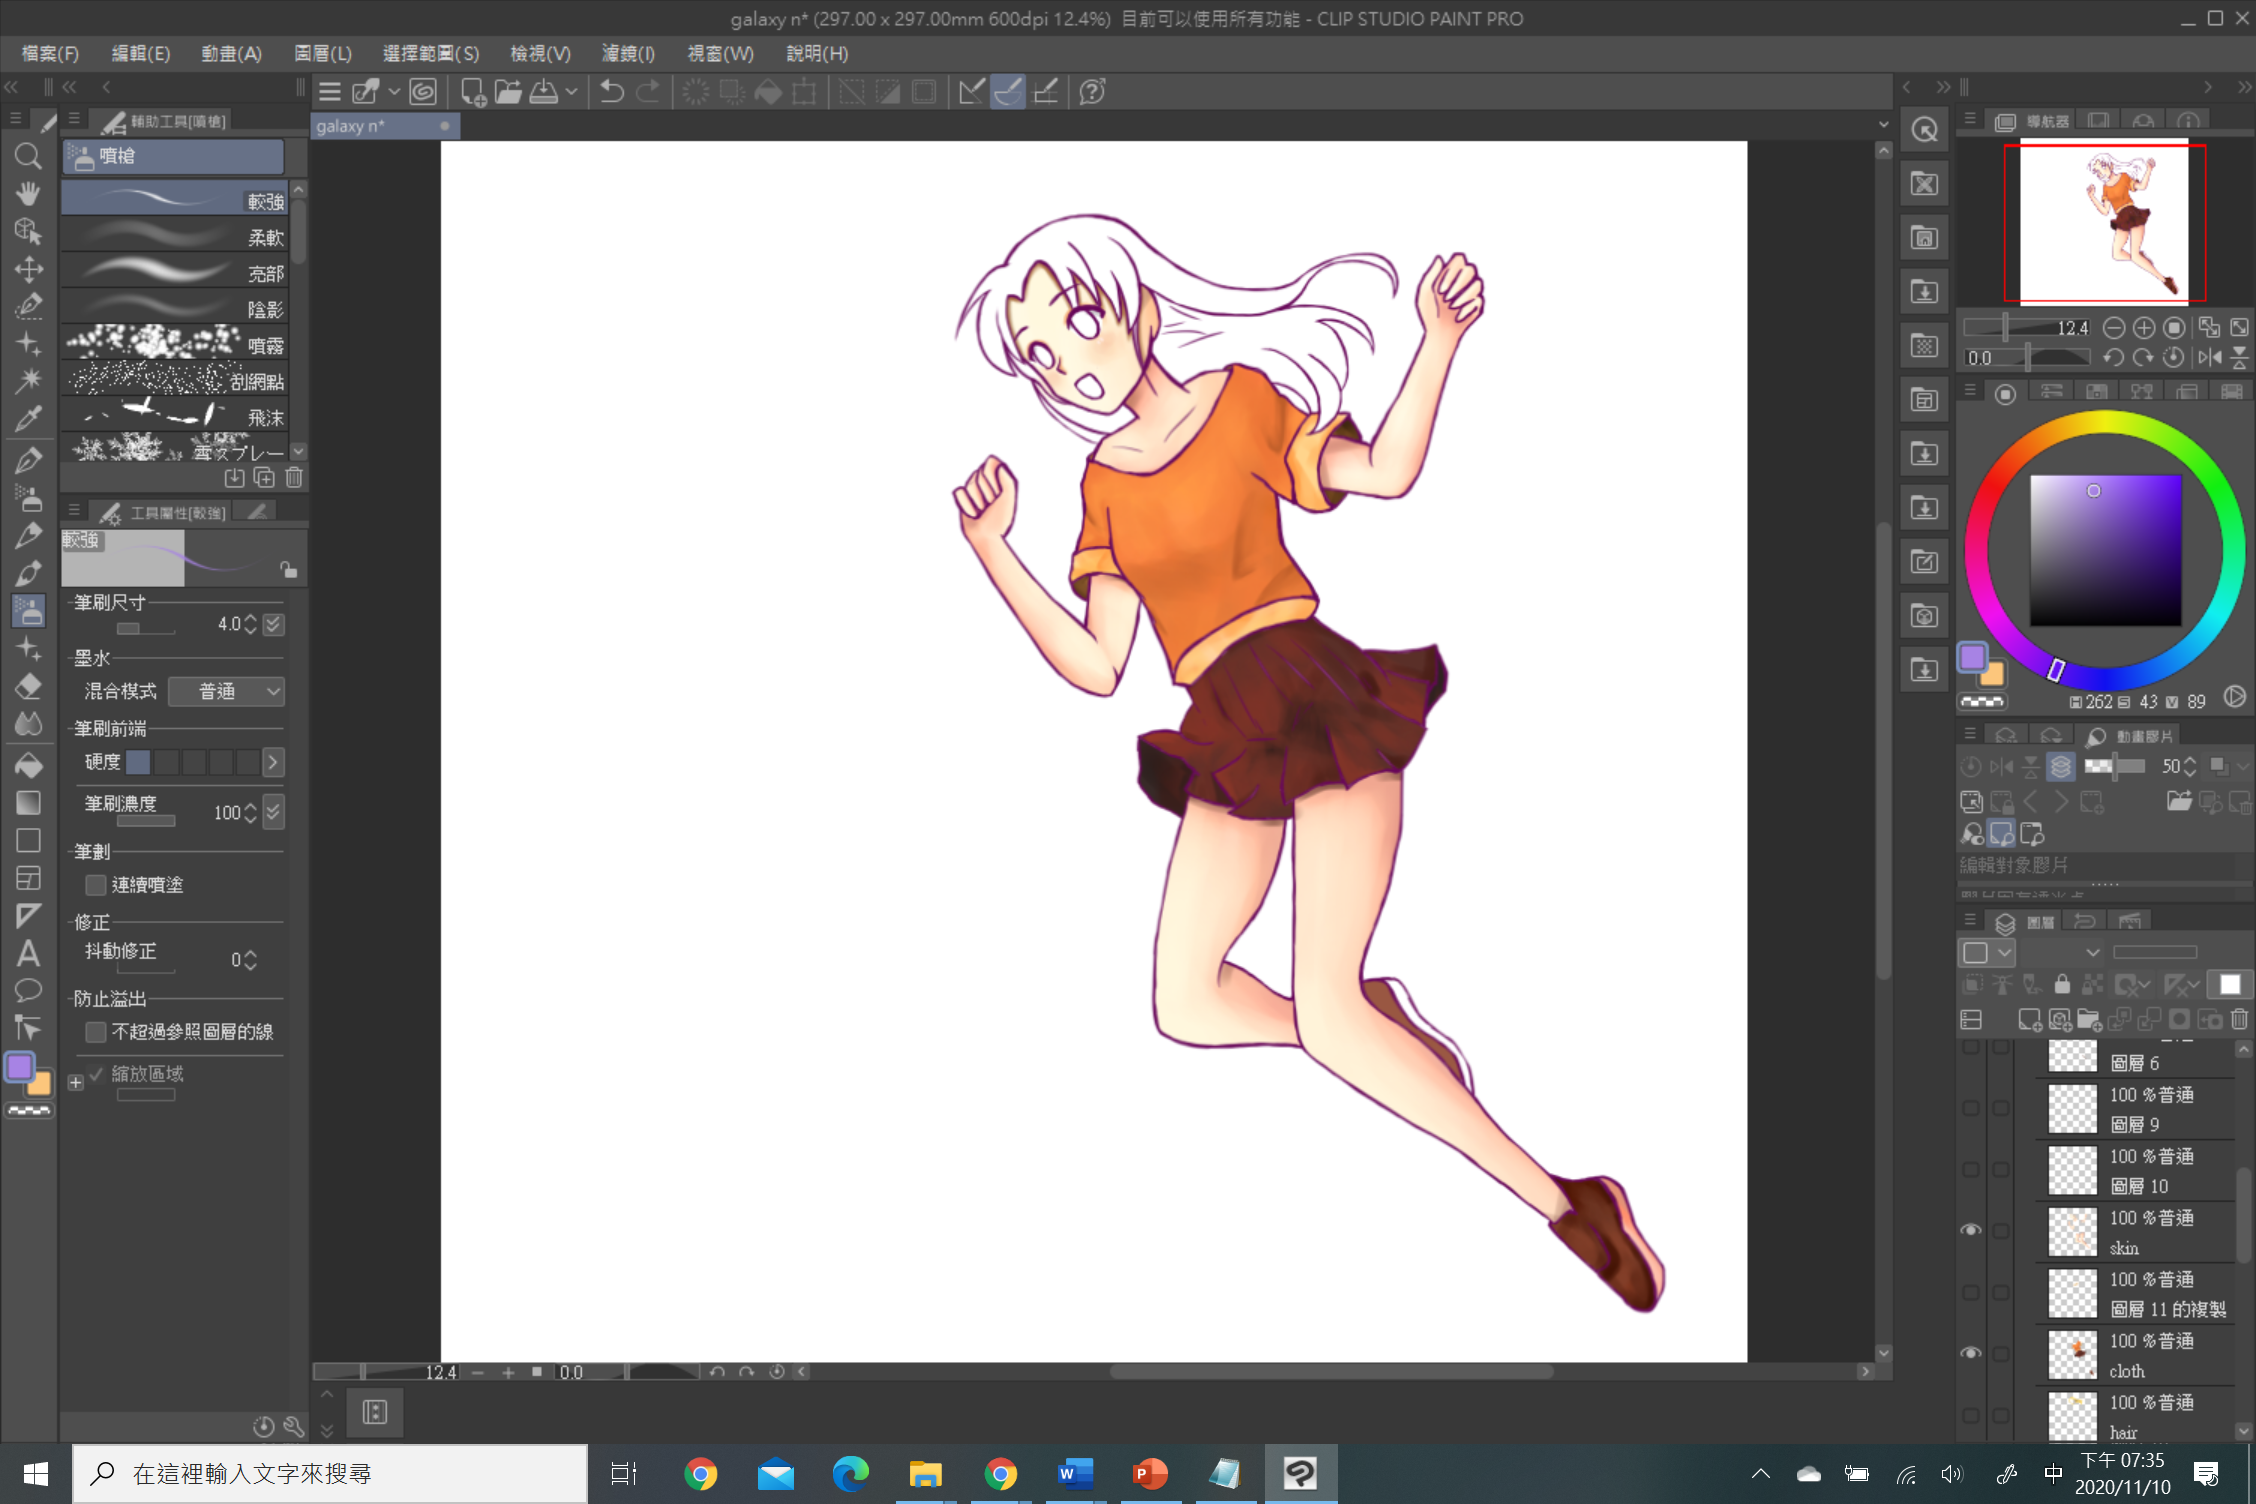 galaxy n* (297.00 x 297.00mm 600dpi 12.4%)  目前可以使用所有功能 - CLIP STUDIO PAINT PRO
檔案(F) 編輯(E) 動畫(A) 圖層(L) 選擇範圍(S) 檢視(V) 濾鏡(I) 視窗(W) 說明(H)
galaxy n*
輔助工具[噴槍]
噴槍
較強
柔軟
亮部
陰影
噴霧
刮網點
飛沫
工具屬性[較強]
較強
筆刷尺寸
4.0
墨水
混合模式 普通
筆刷前端
硬度
筆刷濃度 100
筆劃
連續噴塗
修正
抖動修正 0
防止溢出
不超過參照圖層的線
縮放區域
12.4 0.0
導航器
12.4
0.0
H 262 S 43 V 89
動畫膠片
50
編輯對象膠片
圖層
圖層 6
100 %普通
圖層 9
100 %普通
圖層 10
100 %普通
skin
100 %普通
圖層 11 的複製
100 %普通
cloth
100 %普通
hair
在這裡輸入文字來搜尋
中
下午 07:35
2020/11/10